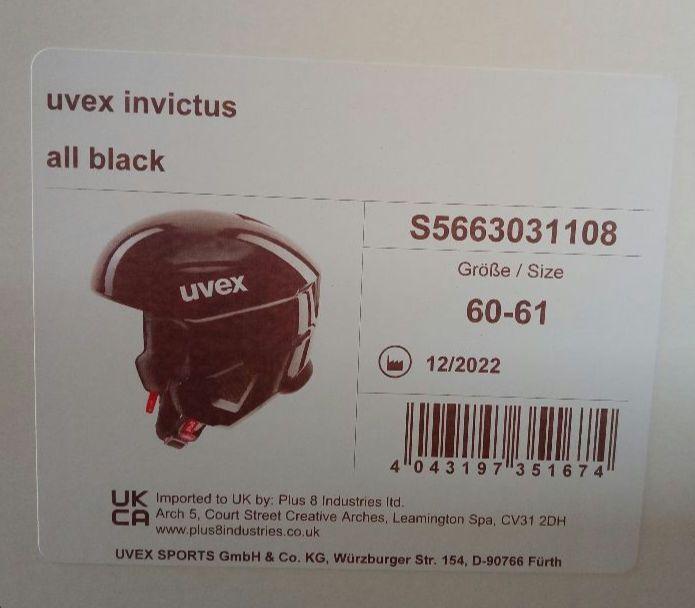 uvex invictus
all black
uvex
S5663031108
Größe / Size
60-61
12/2022
4 043197 351674
UK
CA
Imported to UK by: Plus 8 Industries ltd.
Arch 5, Court Street Creative Arches, Leamington Spa, CV31 2DH
www.plus8industries.co.uk
UVEX SPORTS GmbH & Co. KG, Würzburger Str. 154, D-90766 Fürth